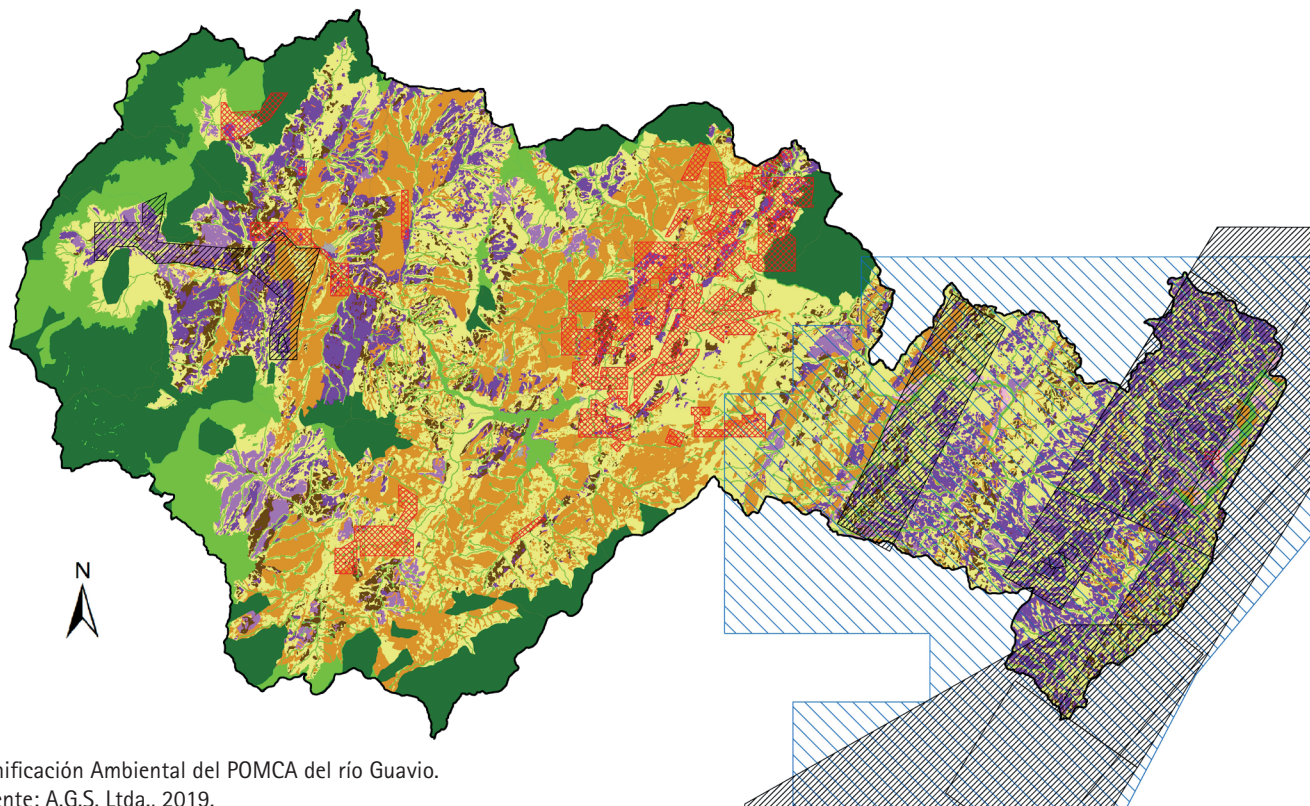 N
nificación Ambiental del POMCA del río Guavio.
ente: A.G.S. Ltda., 2019.